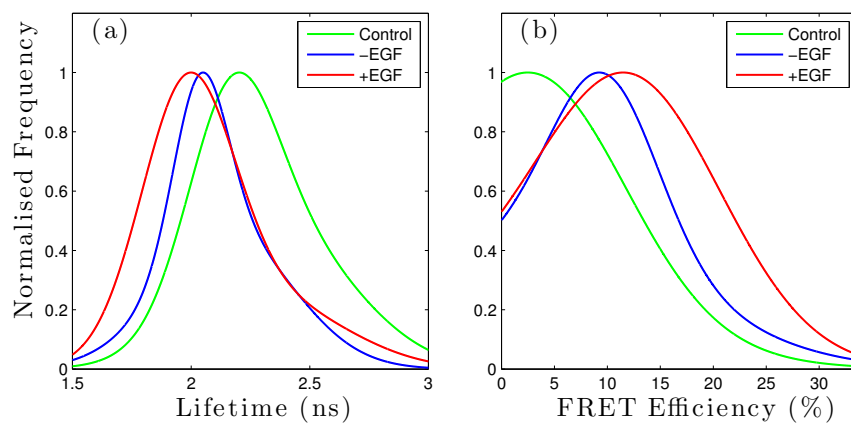 (a)
Control
−EGF
+EGF
Normalised Frequency
1
0.8
0.6
0.4
0.2
0
1.5 2 2.5 3
Lifetime (ns)
(b)
Control
−EGF
+EGF
1
0.8
0.6
0.4
0.2
0
0 5 10 15 20 25 30
FRET Efficiency (%)